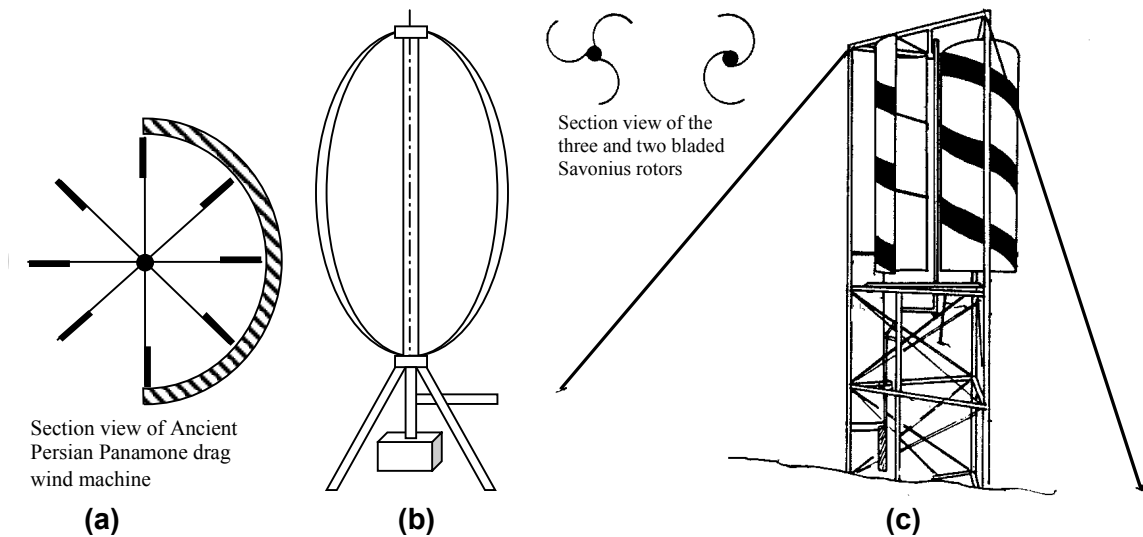 Section view of the
three and two bladed
Savonius rotors
Section view of Ancient
Persian Panamone drag
wind machine
(a)
(b)
(c)